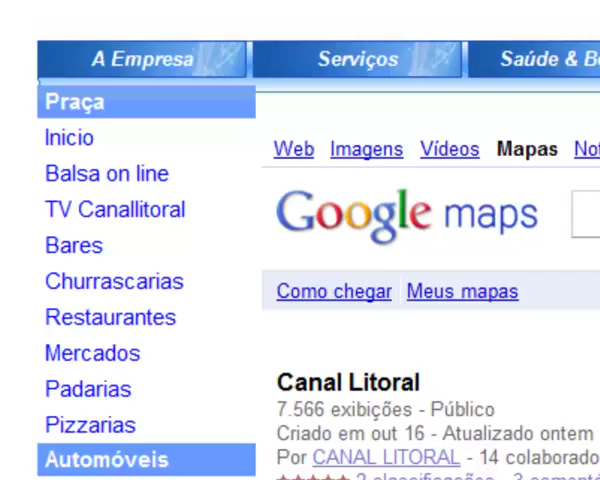 A Empresa
Serviços
Saúde &
Praça
Inicio
Balsa on line
TV Canallitoral
Bares
Churrascarias
Restaurantes
Mercados
Padarias
Pizzarias
Automóveis
Web Imagens Vídeos Mapas
Google maps
Como chegar Meus mapas
Canal Litoral
7.566 exibições - Público
Criado em out 16 - Atualizado ontem
Por CANAL LITORAL - 14